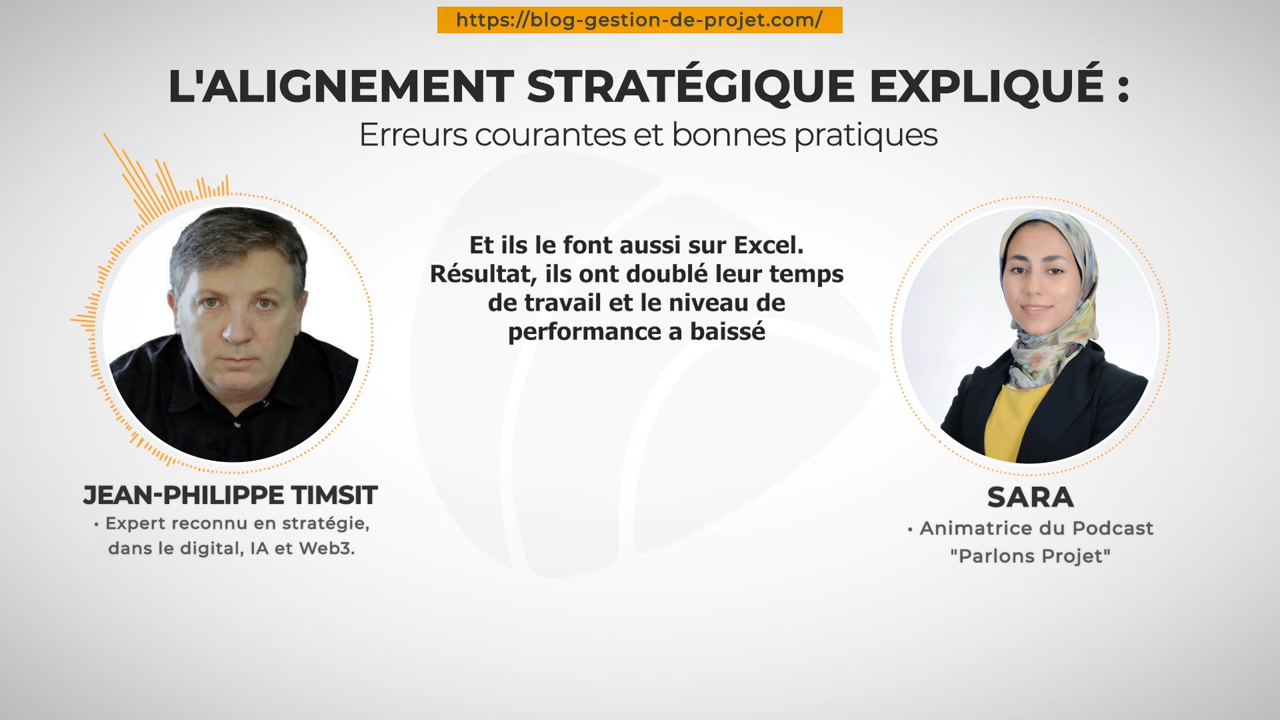 https://blog-gestion-de-projet.com/
L'ALIGNEMENT STRATÉGIQUE EXPLIQUÉ :
Erreurs courantes et bonnes pratiques
Et ils le font aussi sur Excel.
Résultat, ils ont doublé leur temps
de travail et le niveau de
performance a baissé
JEAN-PHILIPPE TIMSIT
• Expert reconnu en stratégie,
dans le digital, IA et Web3.
SARA
• Animatrice du Podcast
"Parlons Projet"